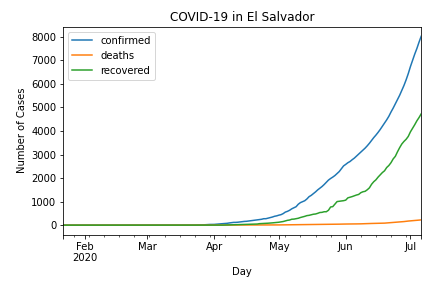 COVID-19 in El Salvador
confirmed
deaths
recovered
8000
7000
6000
5000
4000
3000
2000
1000
0
Number of Cases
Feb
2020
Mar
Apr
May
Jun
Jul
Day